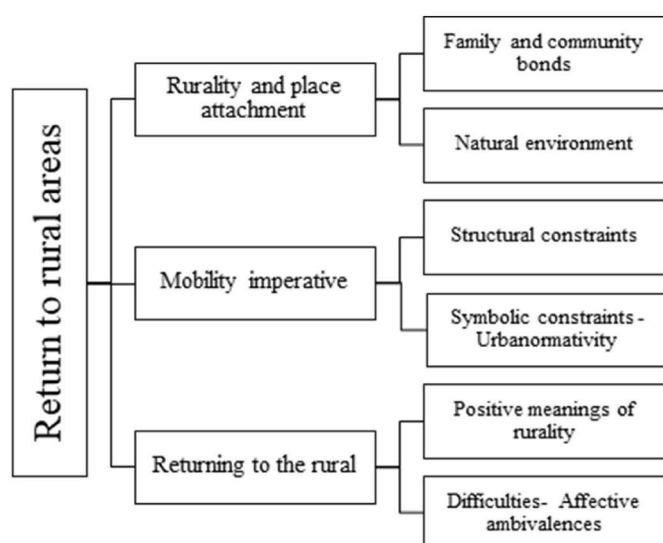 Return to rural areas
Rurality and place
attachment
Family and community
bonds
Natural environment
Mobility imperative
Structural constraints
Symbolic constraints -
Urbanormativity
Returning to the rural
Positive meanings of
rurality
Difficulties- Affective
ambivalences